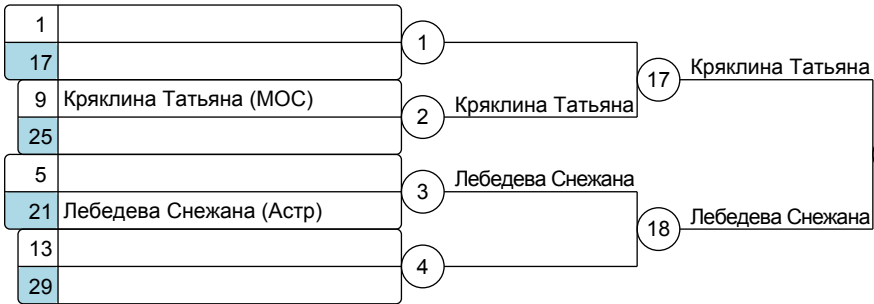 1
17
1
9 Кряклина Татьяна (МОС)
25
2 Кряклина Татьяна
17 Кряклина Татьяна
5
21 Лебедева Снежана (Астр)
3 Лебедева Снежана
13
29
4
18 Лебедева Снежана